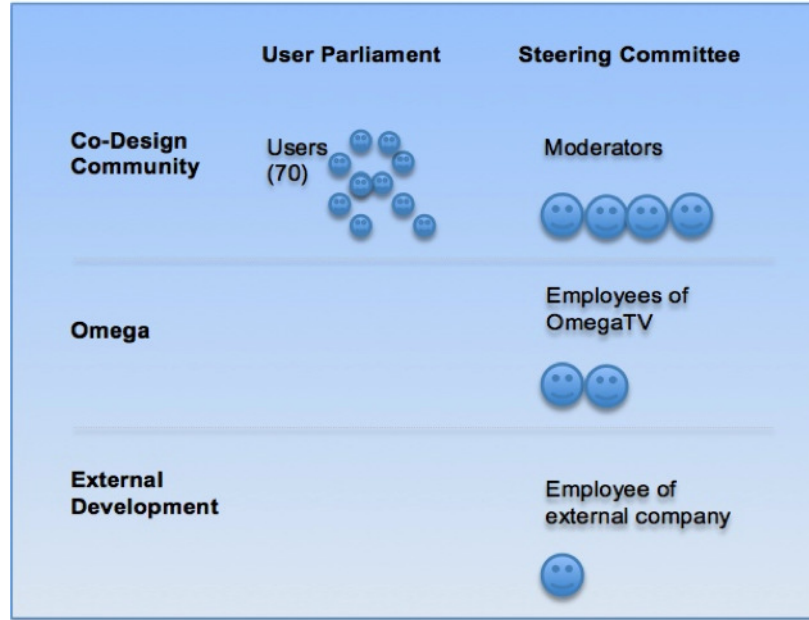 User Parliament
Steering Committee
Co-Design
Community
Users
(70)
Moderators
Employees of
OmegaTV
Omega
External
Development
Employee of
external company